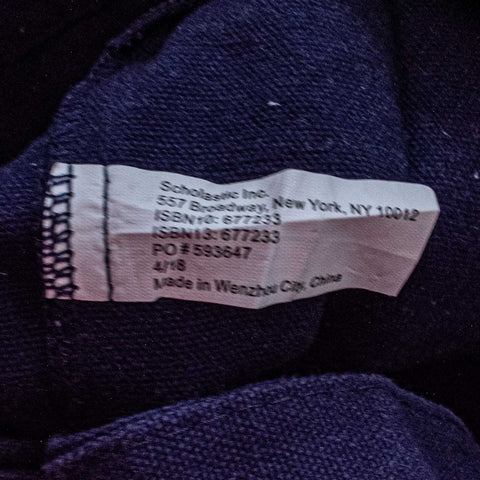 Scholastic Inc.
557 Broadway, New York, NY 10012
ISBN10: 677233
ISBN13: 677233
PO # 593647
4/18
Made in Wenzhou City, China